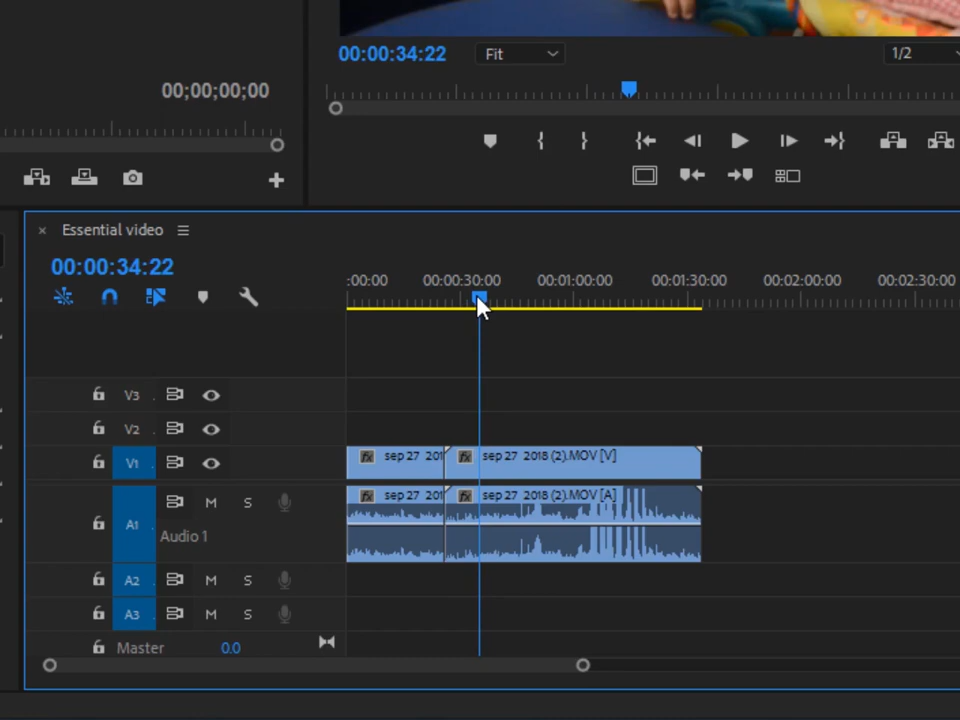 00:00:34:22 Fit 1/2
00;00;00;00
Essential video
00:00:34:22
:00:00 00:00:30:00 00:01:00:00 00:01:30:00 00:02:00:00 00:02:30:00
V3
V2
V1 sep 27 201 fx sep 27 2018 (2).MOV [V]
fx sep 27 201 fx sep 27 2018 (2).MOV [A]
M S
A1
Audio 1
A2 M S
A3 M S
Master 0.0